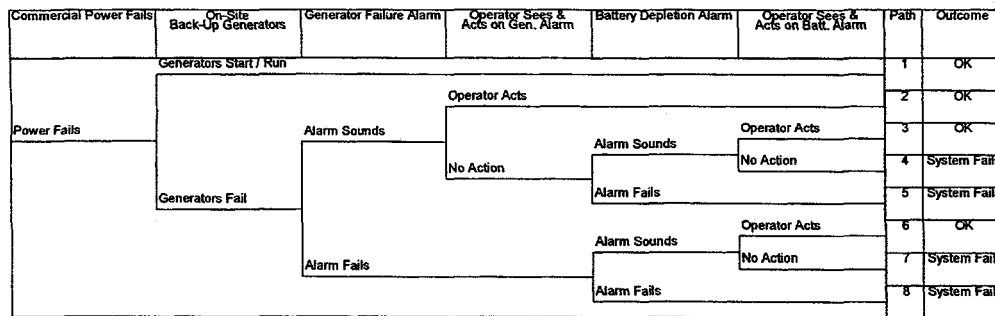 Commercial Power Fails
On-Site
Back-Up Generators
Generator Failure Alarm
Operator Sees &
Acts on Gen. Alarm
Battery Depletion Alarm
Operator Sees &
Acts on Batt. Alarm
Path
Outcome
Generators Start / Run
1
OK
Operator Acts
2
OK
Power Fails
Alarm Sounds
Operator Acts
3
OK
Alarm Sounds
No Action
No Action
4
System Fail
Generators Fail
Alarm Fails
5
System Fail
Operator Acts
6
OK
Alarm Sounds
Alarm Fails
No Action
7
System Fail
Alarm Fails
8
System Fail